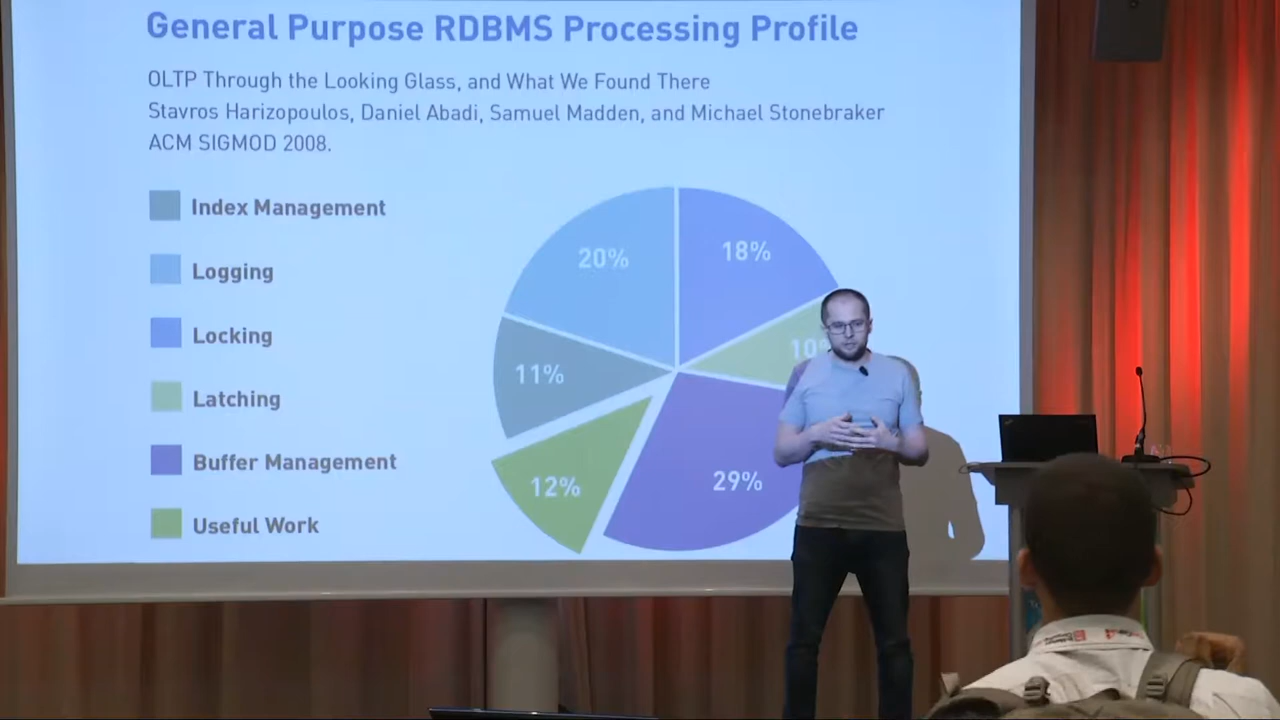 General Purpose RDBMS Processing Profile
OLTP Through the Looking Glass, and What We Found There
Stavros Harizopoulos, Daniel Abadi, Samuel Madden, and Michael Stonebraker
ACM SIGMOD 2008.
Index Management
Logging
Locking
Latching
Buffer Management
Useful Work
20%
18%
10%
11%
12%
29%